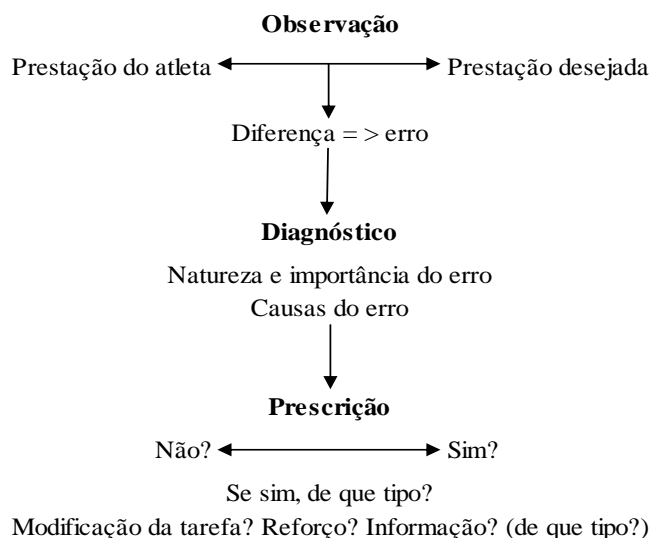 Observação
Prestação do atleta Prestação desejada
Diferença = > erro
Diagnóstico
Natureza e importância do erro
Causas do erro
Prescrição
Não? Sim?
Se sim, de que tipo?
Modificação da tarefa? Reforço? Informação? (de que tipo?)